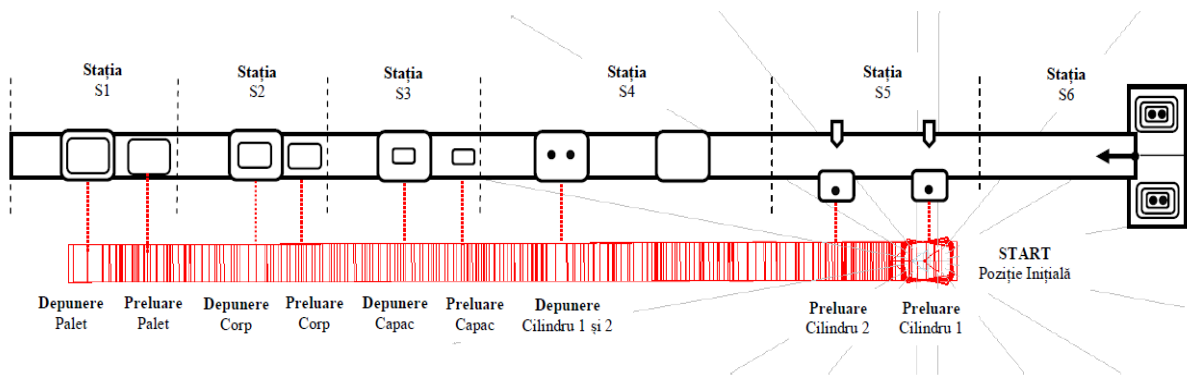 Stația
S1
Stația
S2
Stația
S3
Stația
S4
Stația
S5
Stația
S6
START
Poziție Inițială
Depunere
Palet
Preluare
Palet
Depunere
Corp
Preluare
Corp
Depunere
Capac
Preluare
Capac
Depunere
Cilindru 1 și 2
Preluare
Cilindru 2
Preluare
Cilindru 1